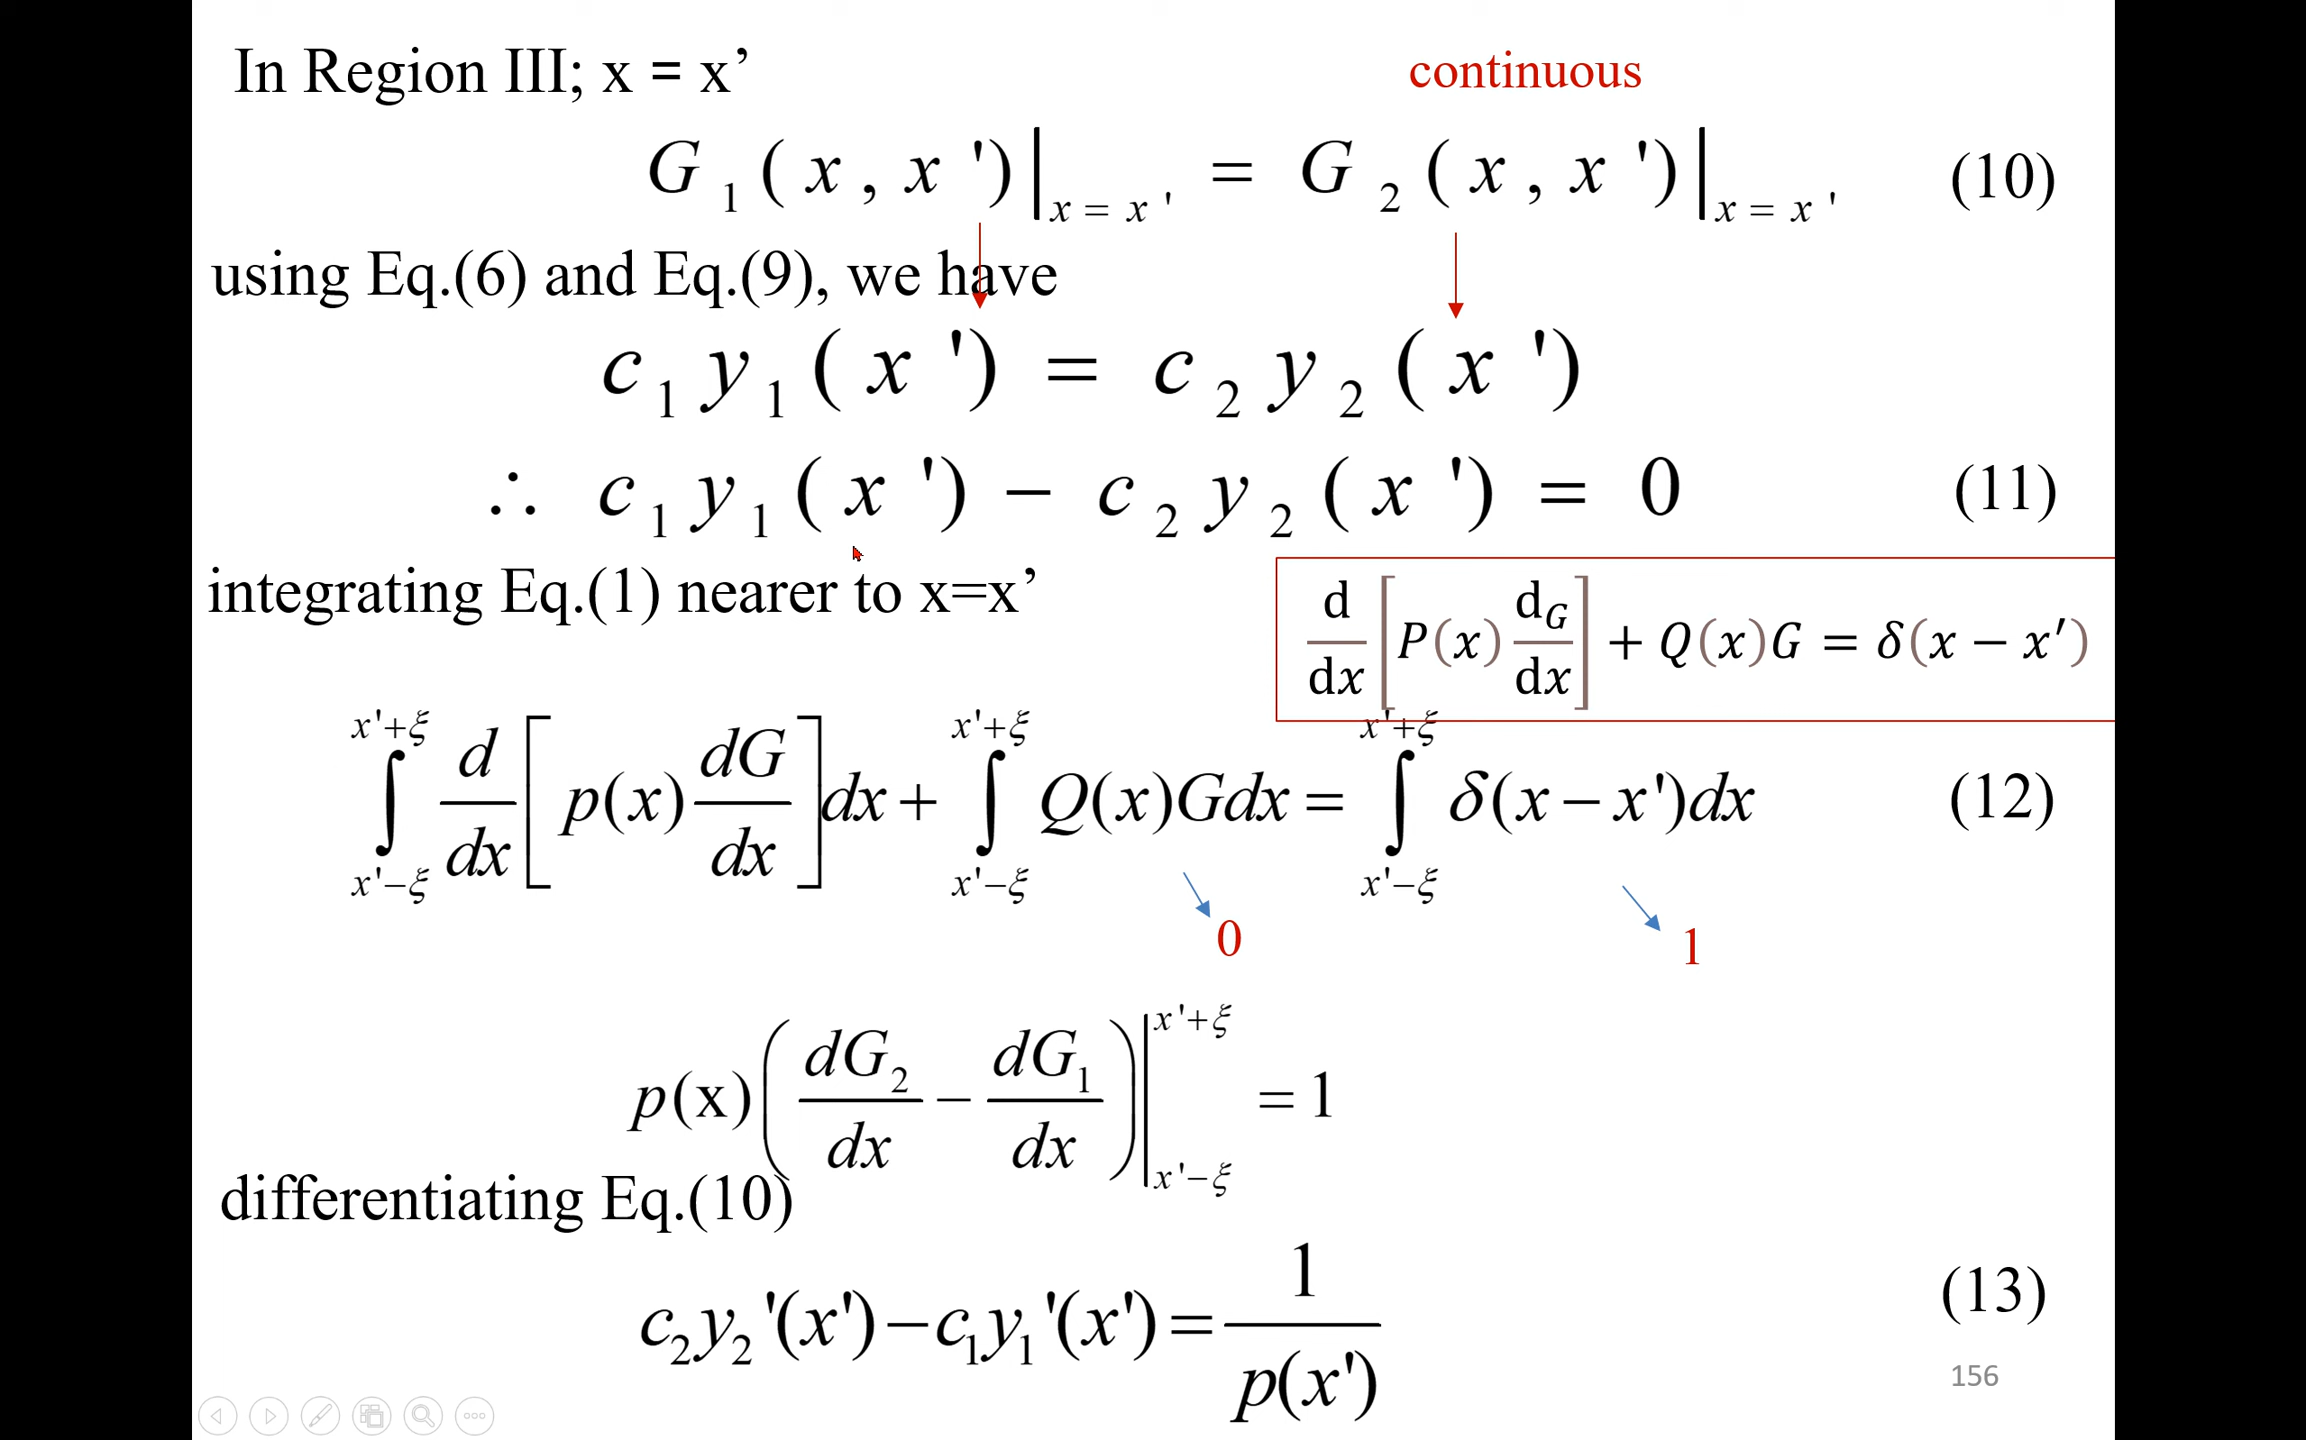 In Region III; x = x’
continuous
G₁(x, x')|ₓ₌ₓ' = G₂(x, x')|ₓ₌ₓ' (10)
using Eq.(6) and Eq.(9), we have
c₁y₁(x') = c₂y₂(x')
∴ c₁y₁(x') − c₂y₂(x') = 0 (11)
integrating Eq.(1) nearer to x=x’
d/dx [P(x) dG/dx] + Q(x)G = δ(x − x′)
∫_{x'−ξ}^{x'+ξ} d/dx [p(x) dG/dx] dx + ∫_{x'−ξ}^{x'+ξ} Q(x)Gdx = ∫_{x'−ξ}^{x'+ξ} δ(x − x')dx (12)
0
1
p(x)(dG₂/dx − dG₁/dx)|_{x'−ξ}^{x'+ξ} = 1
differentiating Eq.(10)
c₂y₂'(x') − c₁y₁'(x') = 1/p(x') (13)
156